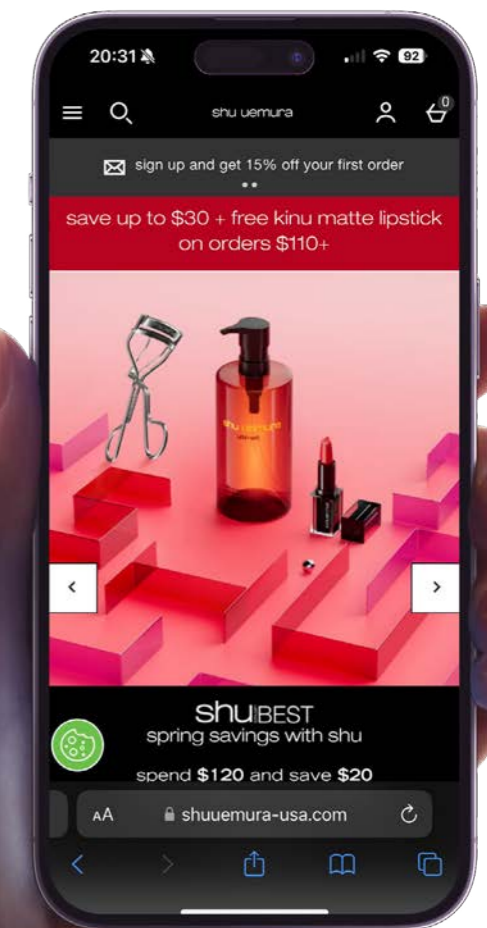 20:31
92
shu uemura
0
sign up and get 15% off your first order
save up to $30 + free kinu matte lipstick
on orders $110+
shu uemura
shu BEST
spring savings with shu
spend $120 and save $20
AA
shuuemura-usa.com